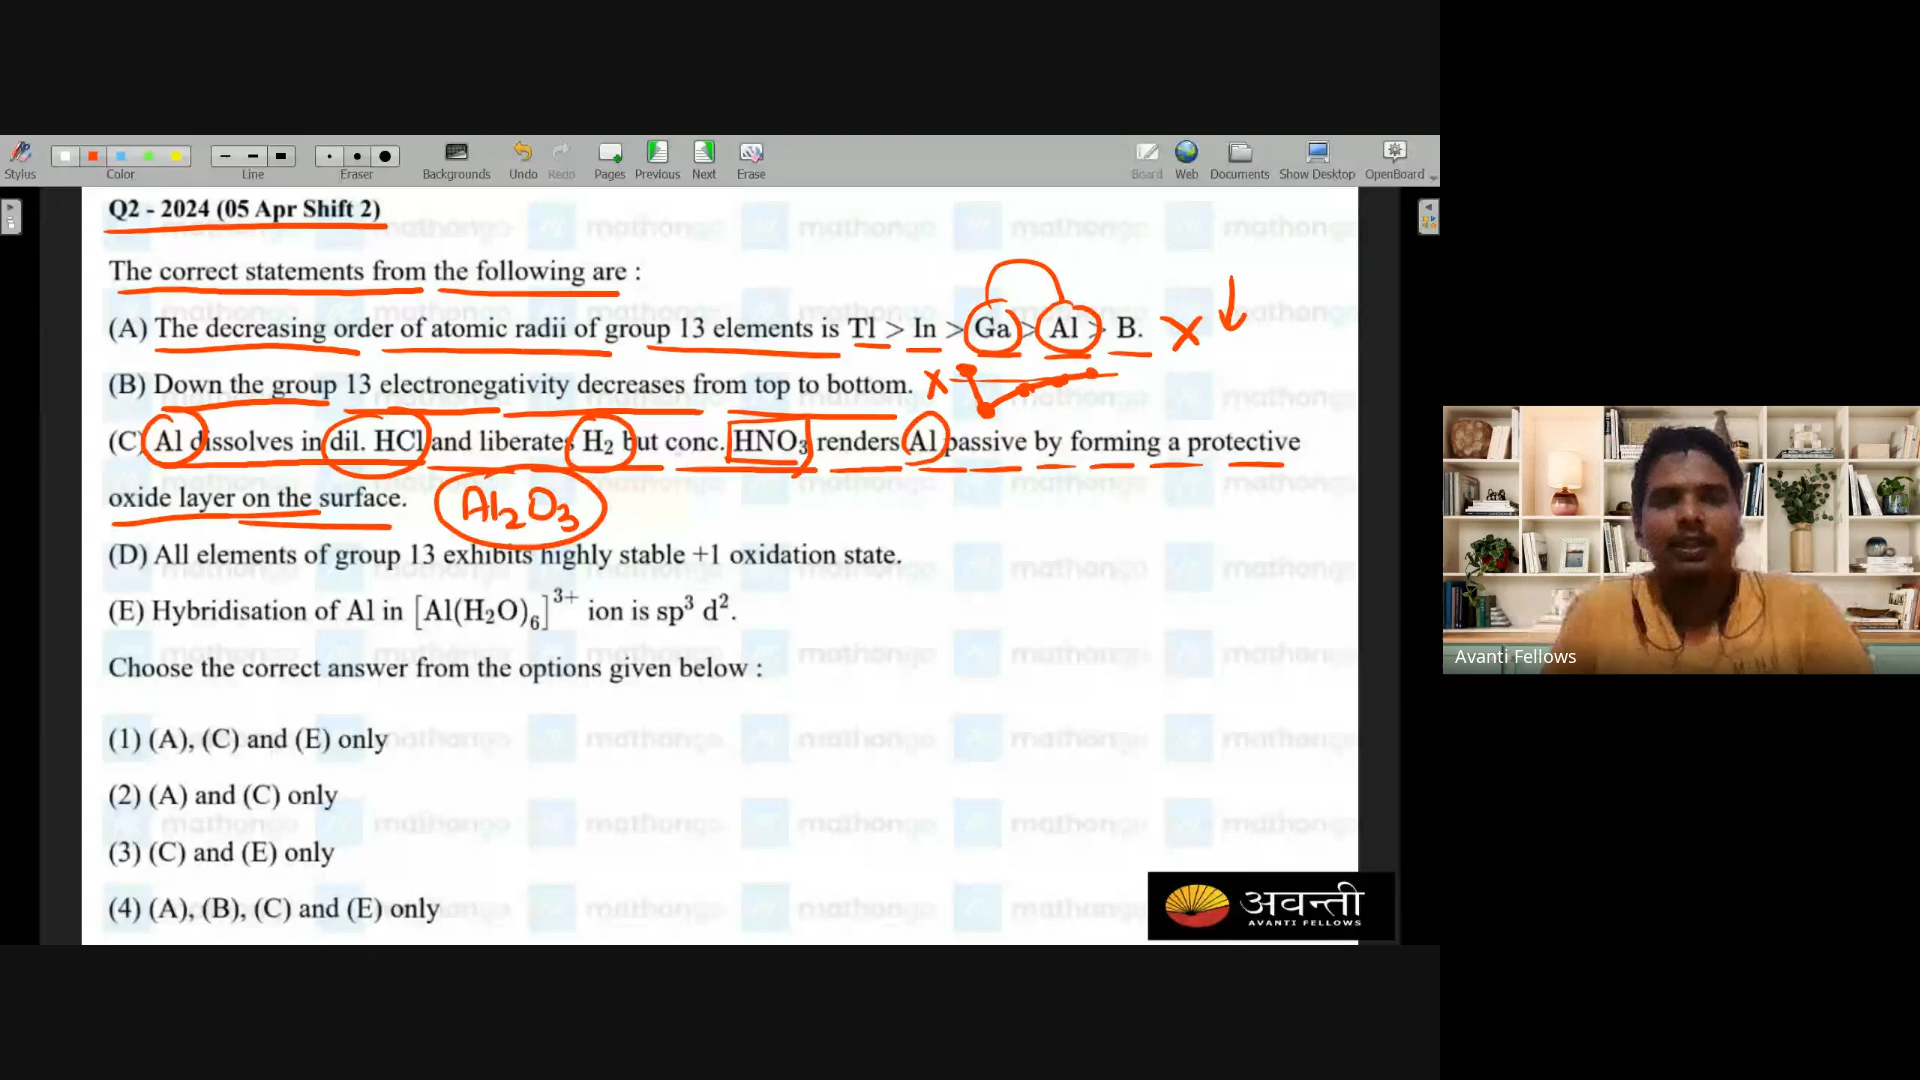 Stylus Color Line Eraser Backgrounds Undo Redo Pages Previous Next Erase Board Web Documents Show Desktop OpenBoard
Q2 - 2024 (05 Apr Shift 2)
The correct statements from the following are :
(A) The decreasing order of atomic radii of group 13 elements is Tl > In > Ga > Al > B. X ↓
(B) Down the group 13 electronegativity decreases from top to bottom. X
(C) Al dissolves in dil. HCl and liberates H₂ but conc. HNO₃ renders Al passive by forming a protective
oxide layer on the surface. Al₂O₃
(D) All elements of group 13 exhibits highly stable +1 oxidation state.
(E) Hybridisation of Al in [Al(H₂O)₆]³⁺ ion is sp³ d².
Choose the correct answer from the options given below :
(1) (A), (C) and (E) only
(2) (A) and (C) only
(3) (C) and (E) only
(4) (A), (B), (C) and (E) only
mathongo
अवन्ती
AVANTI FELLOWS
Avanti Fellows